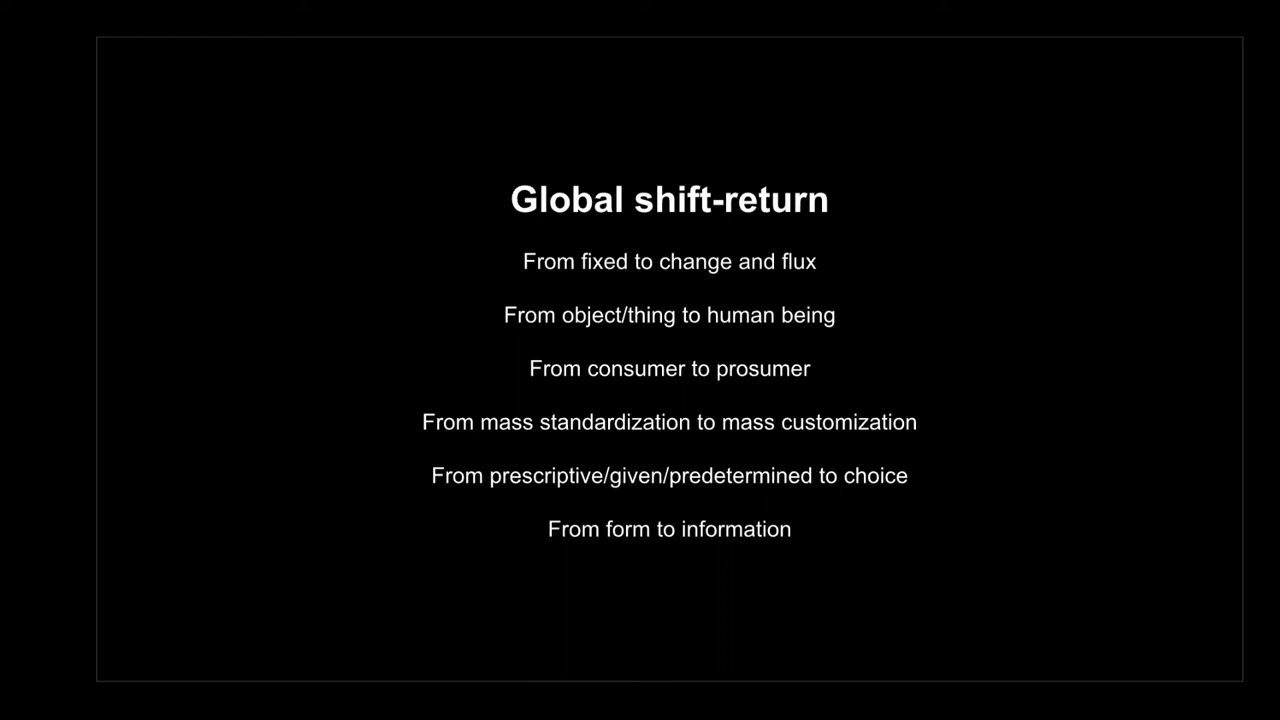 Global shift-return
From fixed to change and flux
From object/thing to human being
From consumer to prosumer
From mass standardization to mass customization
From prescriptive/given/predetermined to choice
From form to information